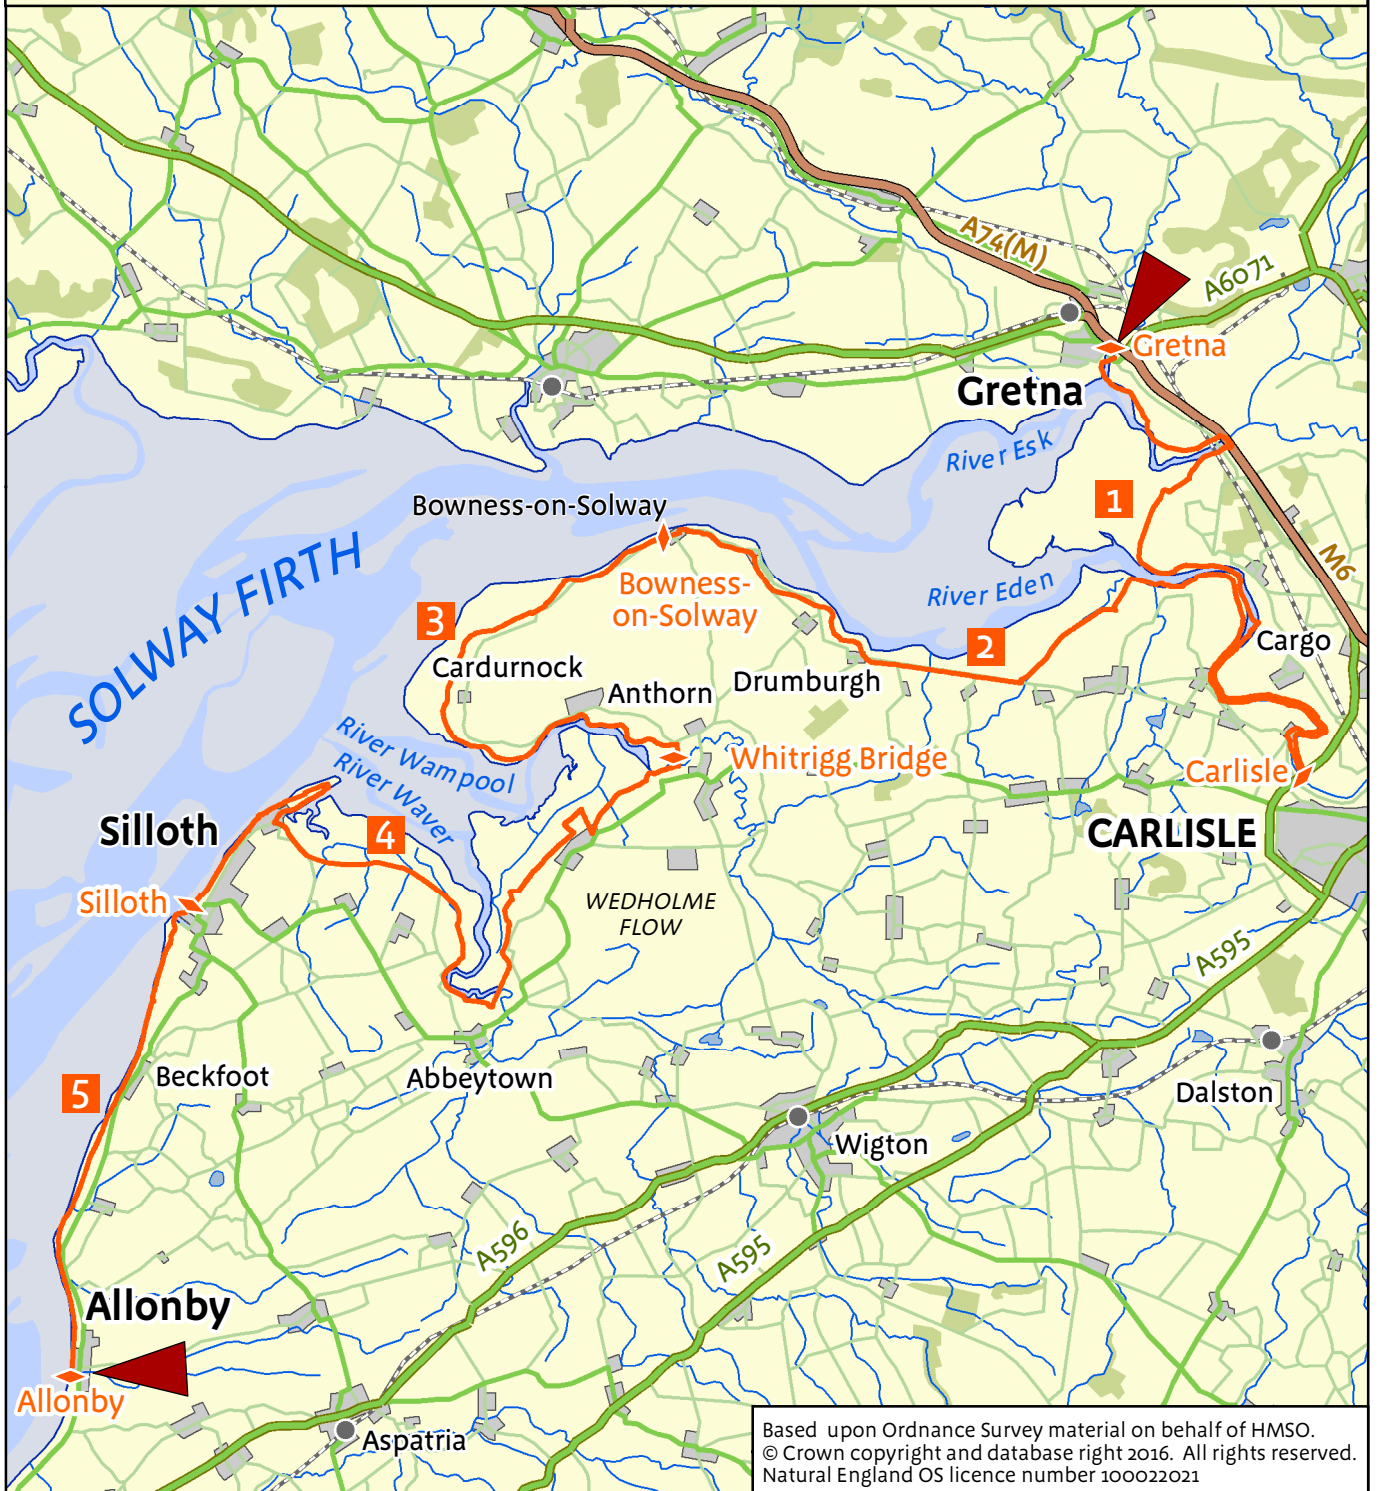 A74(M)
A6071
Gretna
Gretna
River Esk
1
Bowness-on-Solway
M6
SOLWAY FIRTH
Bowness-
on-Solway
River Eden
3
2
Cargo
Cardurnock
Anthorn
Drumburgh
River Wampool
River Waver
Whitrigg Bridge
Carlisle
Silloth
4
CARLISLE
Silloth
WEDHOLME
FLOW
A595
Beckfoot
Abbeytown
5
Dalston
Wigton
A596
A595
Allonby
Allonby
Aspatria
Based upon Ordnance Survey material on behalf of HMSO.
© Crown copyright and database right 2016. All rights reserved.
Natural England OS licence number 100022021